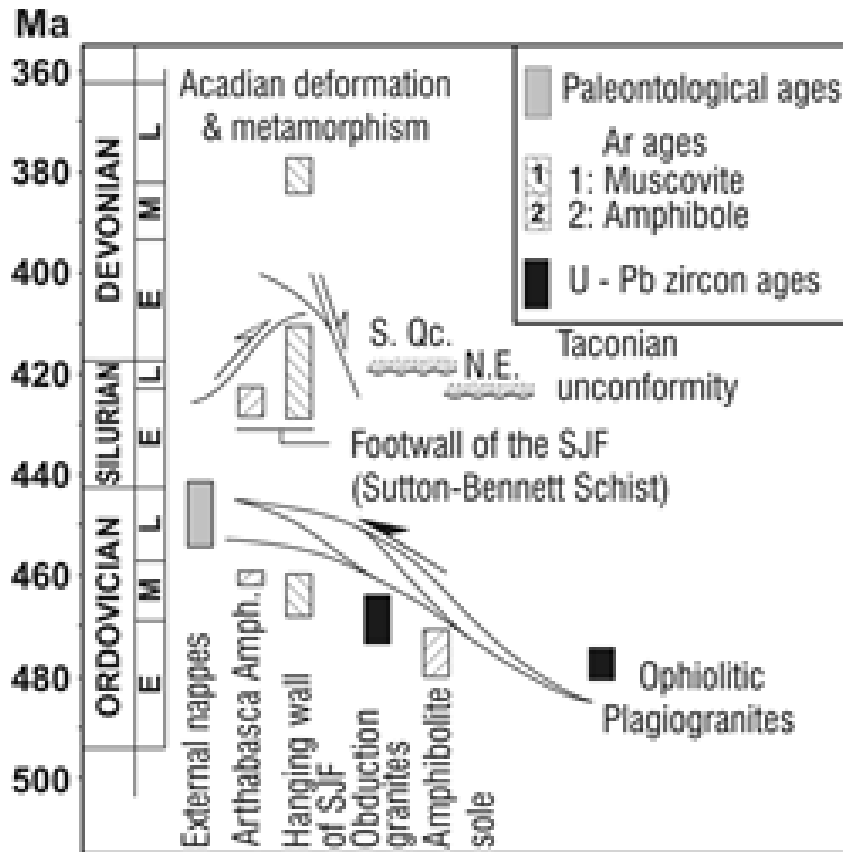 Ma
360
380
400
420
440
460
480
500
DEVONIAN
SILURIAN
ORDOVICIAN
L
M
E
L
E
L
M
E
Acadian deformation
& metamorphism
Paleontological ages
Ar ages
1 1: Muscovite
2 2: Amphibole
U - Pb zircon ages
S. Qc.
N.E.
Taconian
unconformity
Footwall of the SJF
(Sutton-Bennett Schist)
External nappes
Arthabasca Amph.
Hanging wall
of SJF
Obduction
granites
Amphibolite
sole
Ophiolitic
Plagiogranites